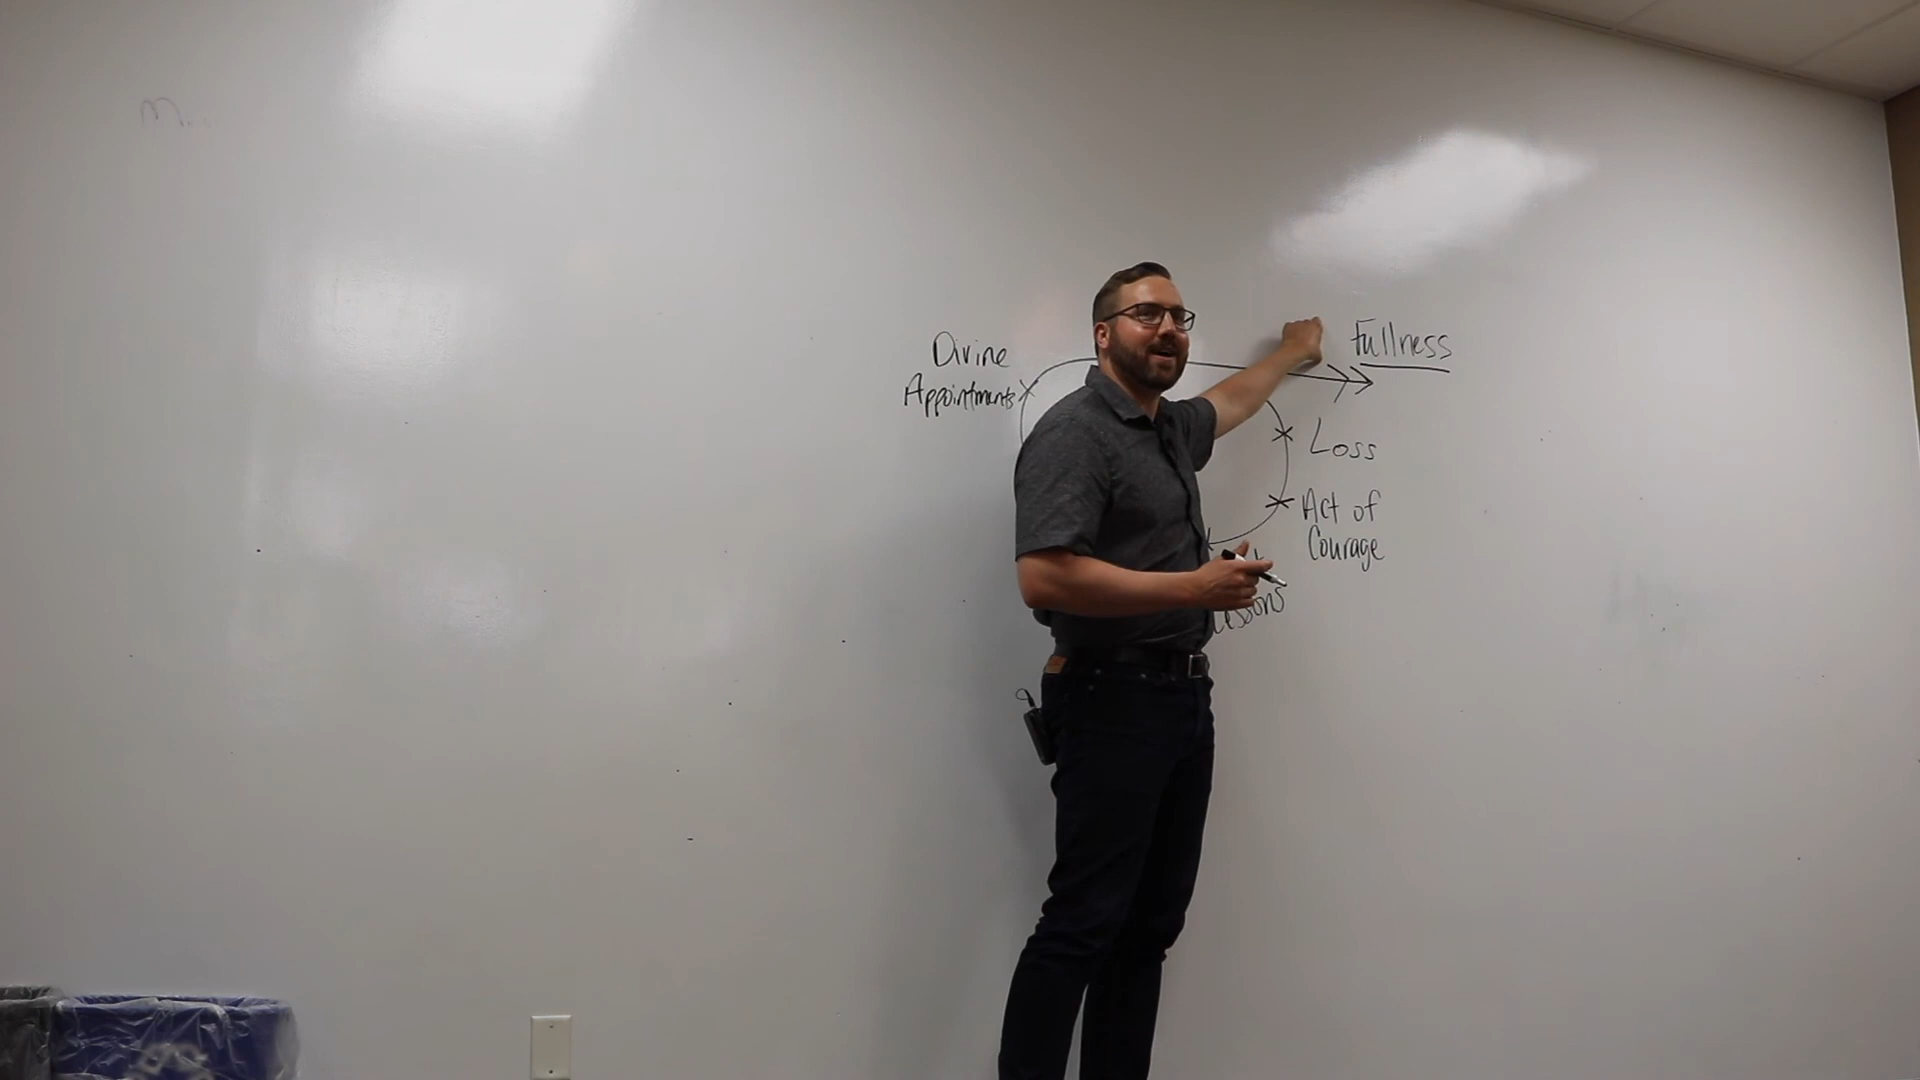 Divine
Appointments
Fullness
Loss
Act of
Courage
Lessons